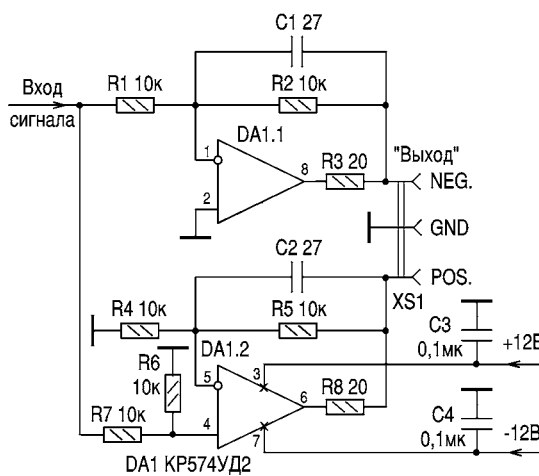 C1 27
Вход
сигнала
R1 10к
R2 10к
DA1.1
1
2
8
R3 20
"Выход"
NEG.
GND
POS.
XS1
C2 27
R4 10к
R5 10к
DA1.2
R6
10к
R7 10к
5
4
3
7
6
R8 20
C3
0,1мк
+12В
C4
0,1мк
-12В
DA1 КР574УД2